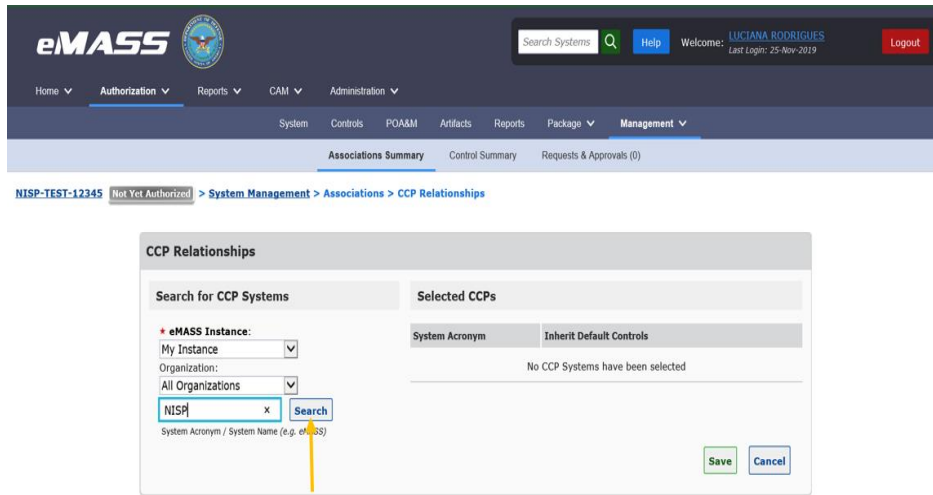 eMASS
Search Systems Help Welcome: LUCIANA RODRIGUES
Last Login: 25-Nov-2019
Logout
Home Authorization Reports CAM Administration
System Controls POA&M Artifacts Reports Package Management
Associations Summary Control Summary Requests & Approvals (0)
NISP-TEST-12345 Not Yet Authorized > System Management > Associations > CCP Relationships
CCP Relationships
Search for CCP Systems
* eMASS Instance:
My Instance
Organization:
All Organizations
NISP x Search
System Acronym / System Name (e.g. eMASS)
Selected CCPs
System Acronym Inherit Default Controls
No CCP Systems have been selected
Save Cancel